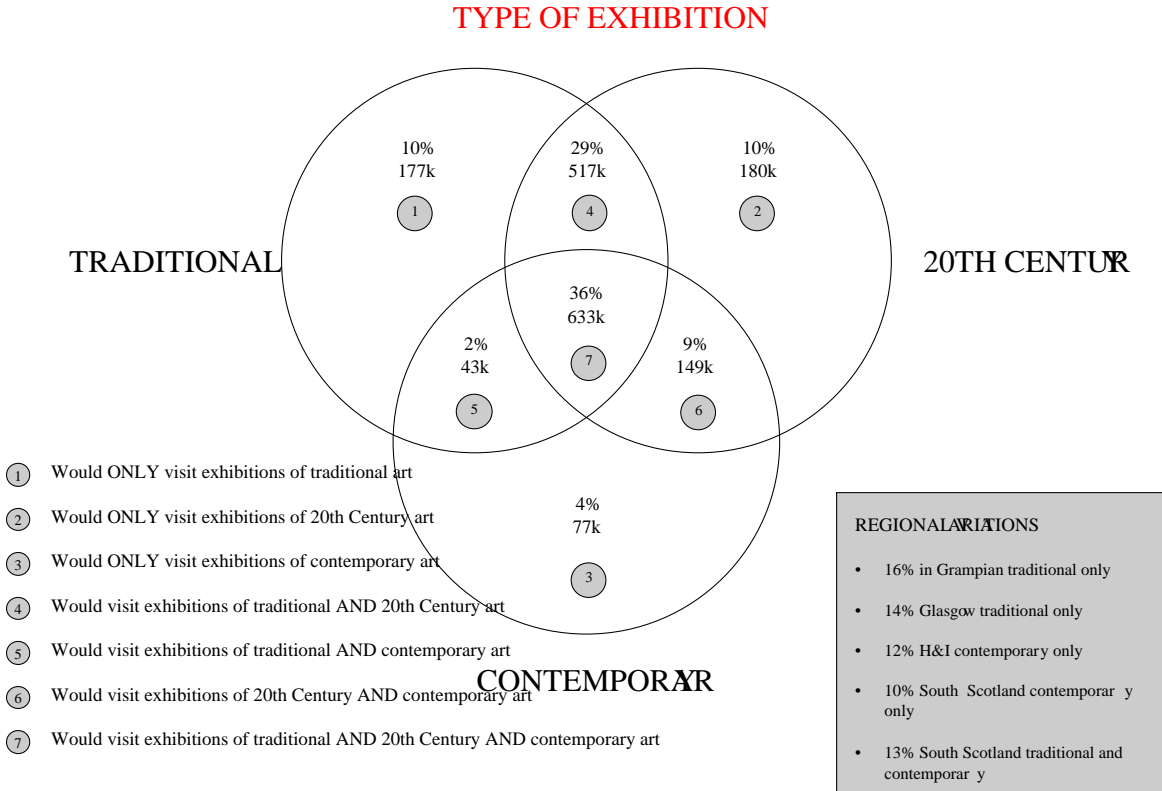 TYPE OF EXHIBITION
10%
177k
1
29%
517k
4
10%
180k
2
TRADITIONAL
20TH CENTURY
36%
633k
7
2%
43k
5
9%
149k
6
4%
77k
3
CONTEMPORARY
1 Would ONLY visit exhibitions of traditional art
2 Would ONLY visit exhibitions of 20th Century art
3 Would ONLY visit exhibitions of contemporary art
4 Would visit exhibitions of traditional AND 20th Century art
5 Would visit exhibitions of traditional AND contemporary art
6 Would visit exhibitions of 20th Century AND contemporary art
7 Would visit exhibitions of traditional AND 20th Century AND contemporary art
REGIONAL VARIATIONS
• 16% in Grampian traditional only
• 14% Glasgow traditional only
• 12% H&I contemporary only
• 10% South Scotland contemporar y
only
• 13% South Scotland traditional and
contemporar y